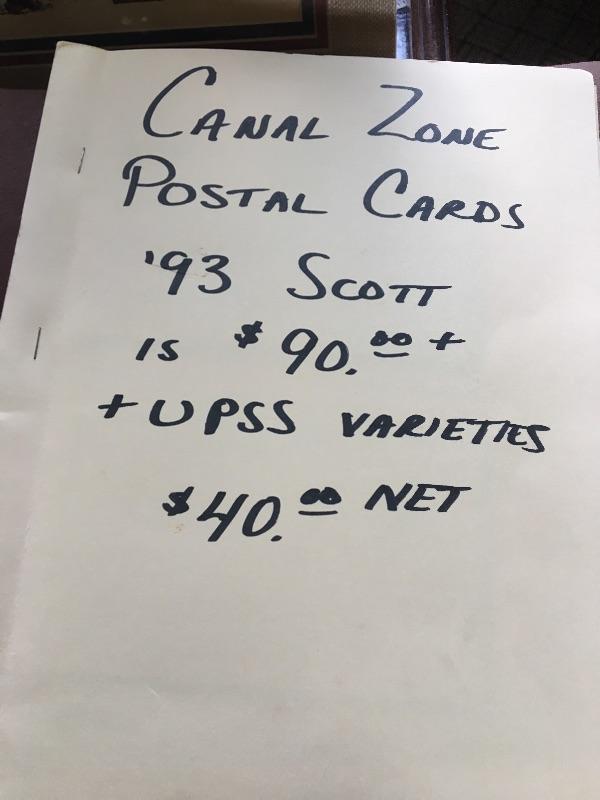 CANAL ZONE
POSTAL CARDS
'93 SCOTT
IS $90.00 +
+ UPSS VARIETIES
$40.00 NET